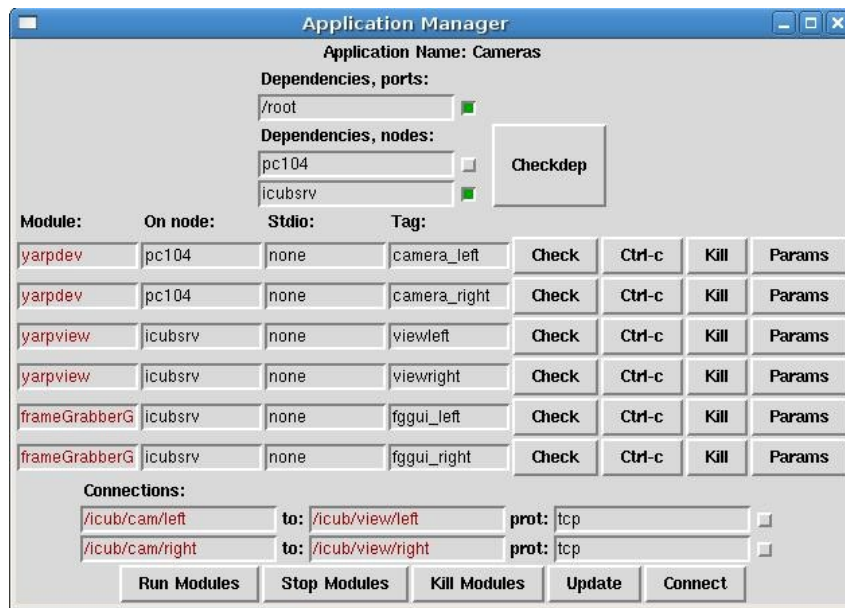 Application Manager
Application Name: Cameras
Dependencies, ports:
/root
Dependencies, nodes:
pc104
Checkdep
icubsrv
Module: On node: Stdio: Tag:
yarpdev pc104 none camera_left Check Ctrl-c Kill Params
yarpdev pc104 none camera_right Check Ctrl-c Kill Params
yarpview icubsrv none viewleft Check Ctrl-c Kill Params
yarpview icubsrv none viewright Check Ctrl-c Kill Params
frameGrabberG icubsrv none fggui_left Check Ctrl-c Kill Params
frameGrabberG icubsrv none fggui_right Check Ctrl-c Kill Params
Connections:
/icub/cam/left to: /icub/view/left prot: tcp
/icub/cam/right to: /icub/view/right prot: tcp
Run Modules Stop Modules Kill Modules Update Connect